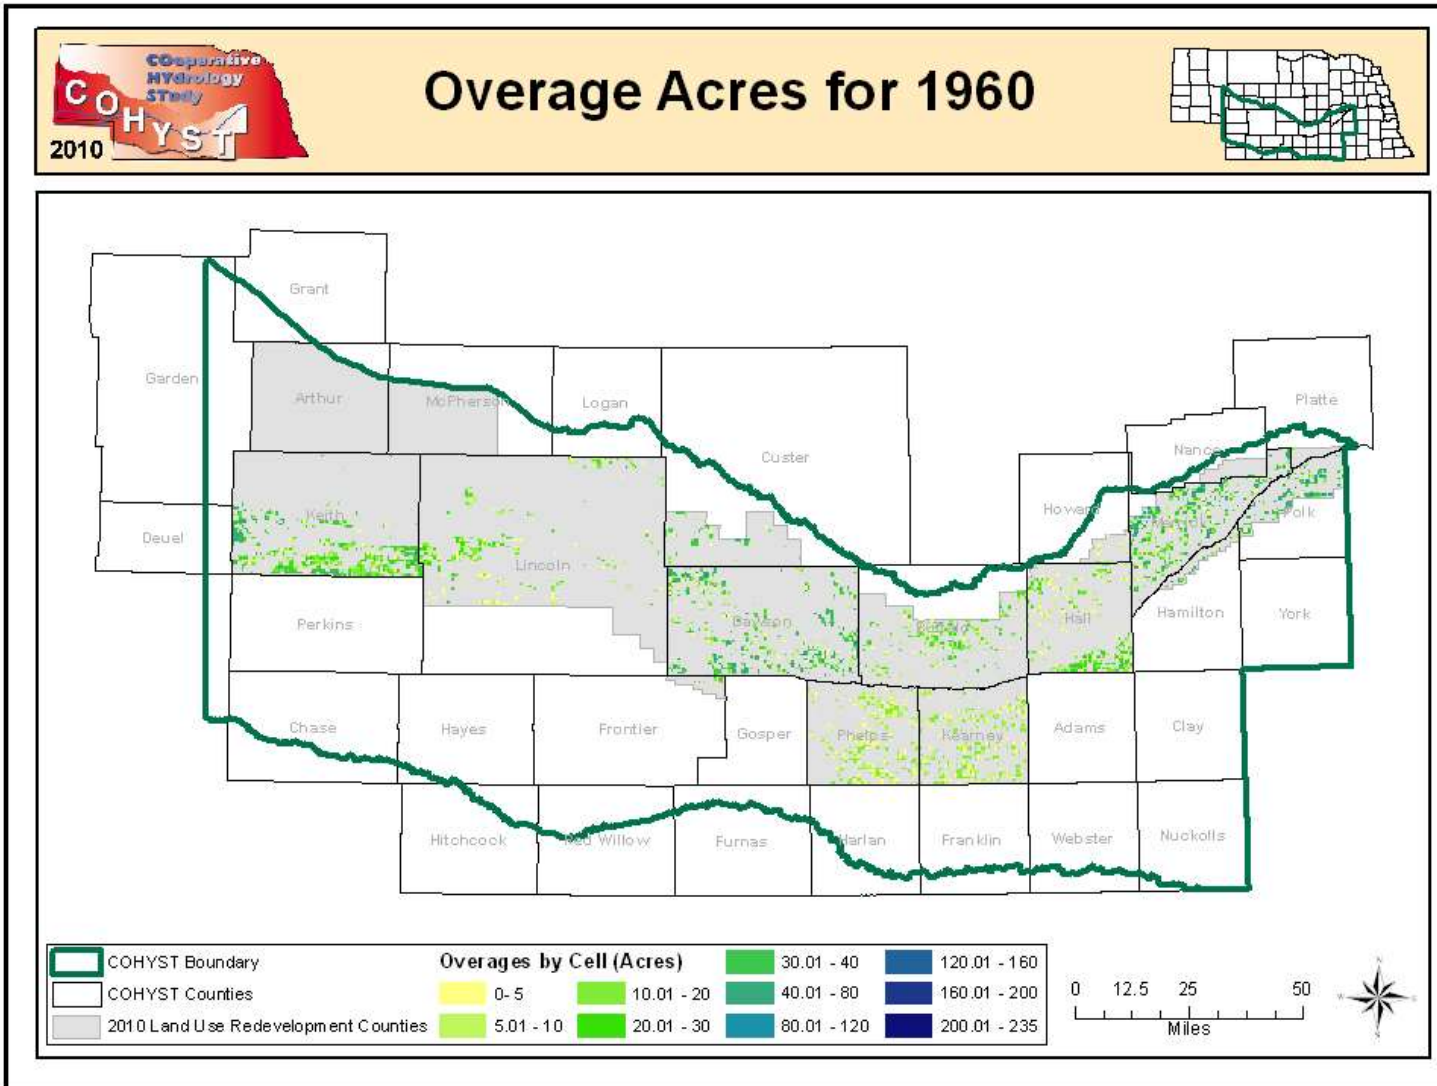 COoperative
HYdrology
STudy
COHYST
2010
Overage Acres for 1960
Grant
Garden
Arthur
McPherson
Logan
Custer
Platte
Nance
Howard
Merrick
Polk
Keith
Deuel
Lincoln
Perkins
Dawson
Buffalo
Hall
Hamilton
York
Chase
Hayes
Frontier
Gosper
Phelps
Kearney
Adams
Clay
Hitchcock
Red Willow
Furnas
Harlan
Franklin
Webster
Nuckolls
COHYST Boundary
COHYST Counties
2010 Land Use Redevelopment Counties
Overages by Cell (Acres)
0- 5
5.01 - 10
10.01 - 20
20.01 - 30
30.01 - 40
40.01 - 80
80.01 - 120
120.01 - 160
160.01 - 200
200.01 - 235
0 12.5 25 50
Miles
N
W E
S